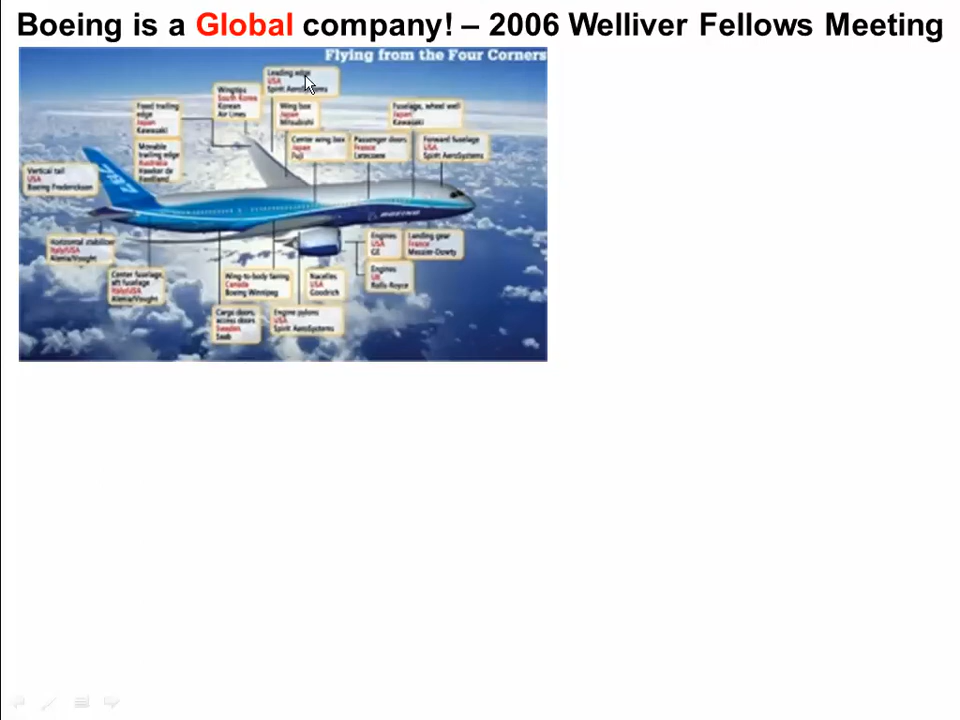 Boeing is a Global company! – 2006 Welliver Fellows Meeting
Flying from the Four Corners
Leading edge
USA
Spirit AeroSystems
Wingtips
South Korea
Korean
Air Lines
Fixed trailing
edge
Japan
Kawasaki
Wing box
Japan
Mitsubishi
Fuselage, wheel well
Japan
Kawasaki
Movable
trailing edge
Australia
Hawker de
Havilland
Center wing box
Japan
Fuji
Passenger doors
France
Latecoere
Forward fuselage
USA
Spirit AeroSystems
Vertical tail
USA
Boeing Frederickson
787
BOEING
Horizontal stabilizer
Italy/USA
Alenia/Vought
Engines
USA
GE
Landing gear
France
Messier-Dowty
Center fuselage,
aft fuselage
Italy/USA
Alenia/Vought
Wing-to-body fairing
Canada
Boeing Winnipeg
Nacelles
USA
Goodrich
Engines
UK
Rolls-Royce
Cargo doors,
access doors
Sweden
Saab
Engine pylons
USA
Spirit AeroSystems